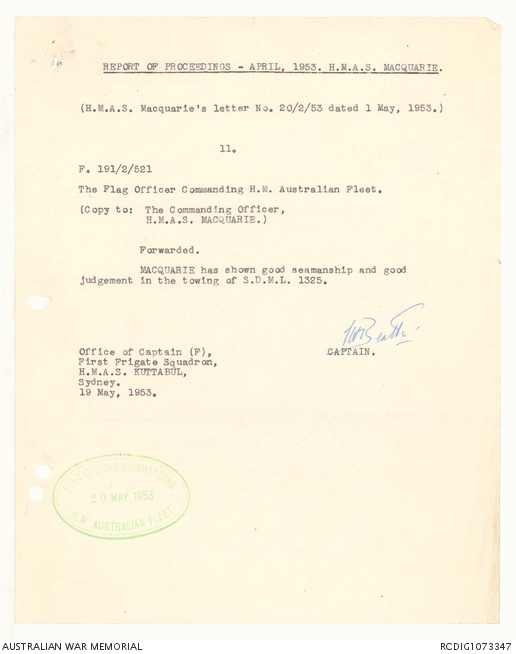 REPORT OF PROCEEDINGS - APRIL, 1953. H.M.A.S. MACQUARIE.
(H.M.A.S. Macquarie's letter No. 20/2/53 dated 1 May, 1953.)
11.
F. 191/2/521
The Flag Officer Commanding H.M. Australian Fleet.
(Copy to: The Commanding Officer,
H.M.A.S. MACQUARIE.)
Forwarded.
MACQUARIE has shown good seamanship and good
judgement in the towing of S.D.M.L. 1325.
CAPTAIN.
Office of Captain (F),
First Frigate Squadron,
H.M.A.S. KUTTABUL,
Sydney.
19 May, 1953.
FLAG OFFICER COMMANDING
20 MAY 1953
H.M. AUSTRALIAN FLEET
AUSTRALIAN WAR MEMORIAL
RCDIG1073347